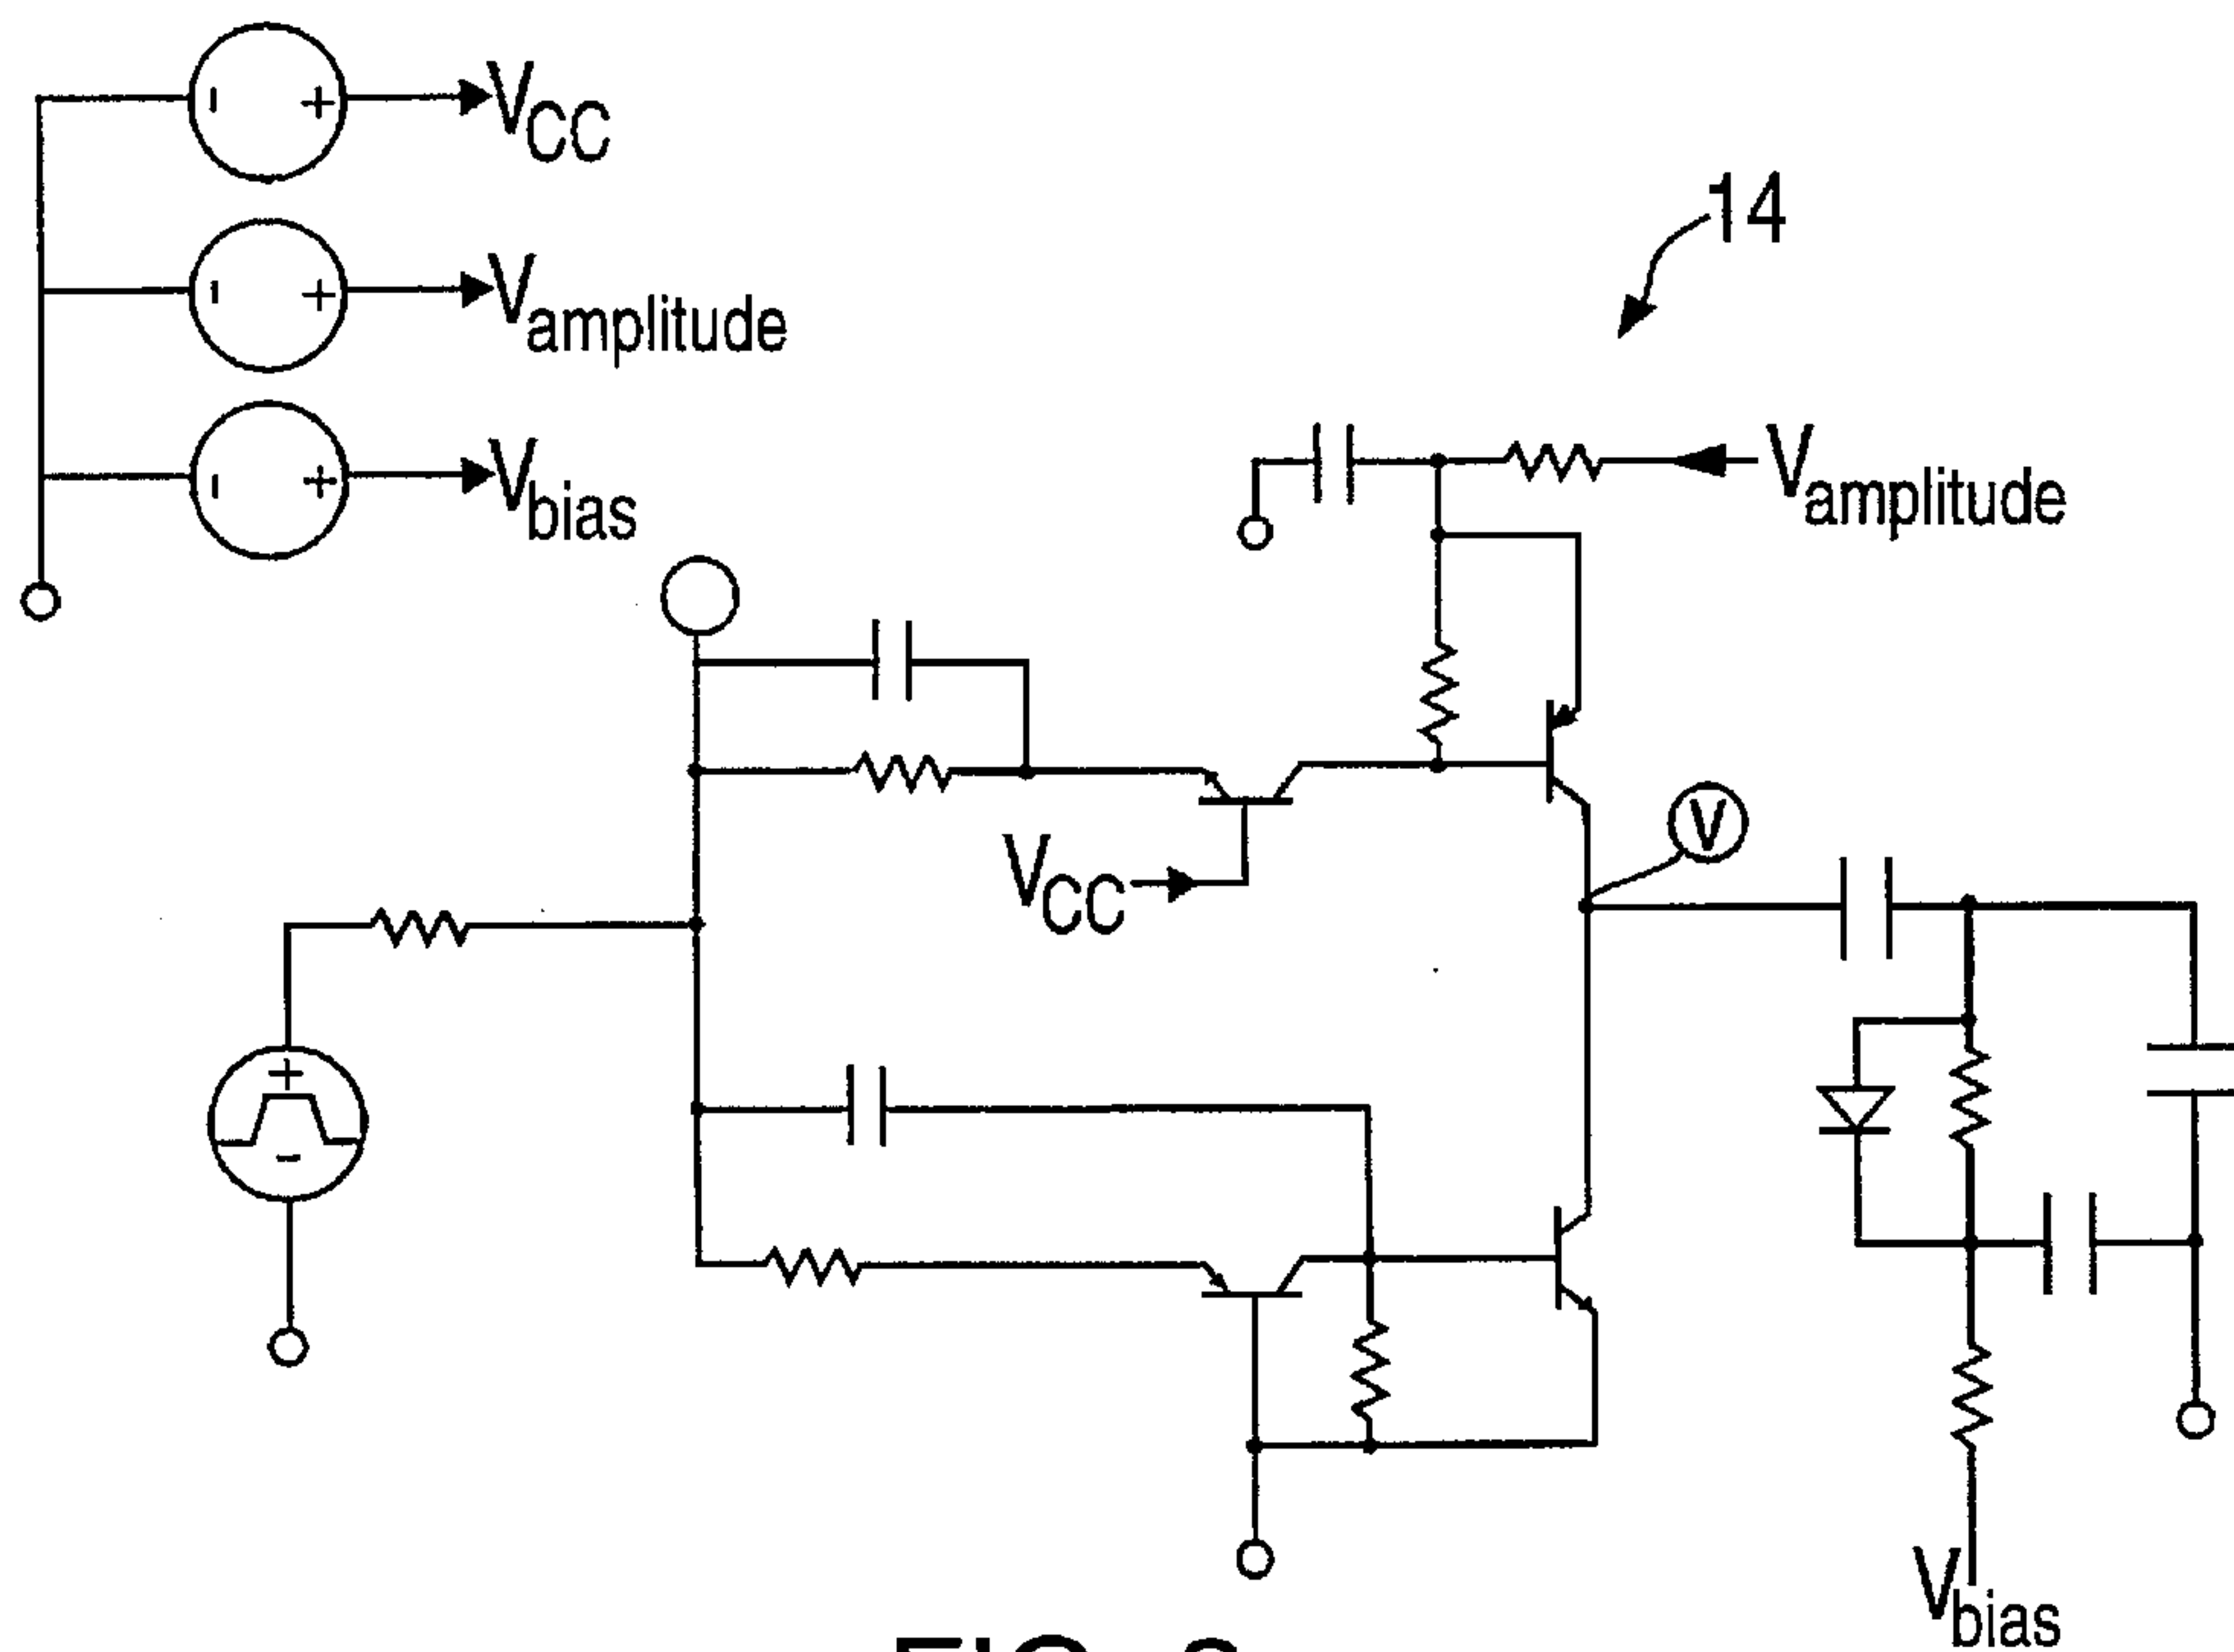 - + VCC
- + Vamplitude
- + Vbias
14
Vamplitude
VCC
V
+
-
Vbias